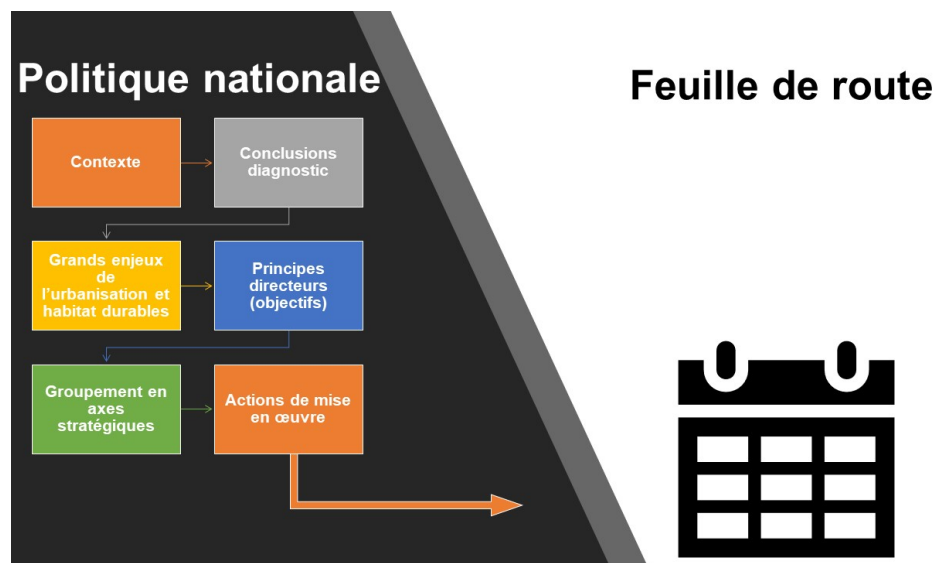 Politique nationale
Feuille de route
Contexte
Conclusions
diagnostic
Grands enjeux
de
l'urbanisation et
habitat durables
Principes
directeurs
(objectifs)
Groupement en
axes
stratégiques
Actions de mise
en œuvre